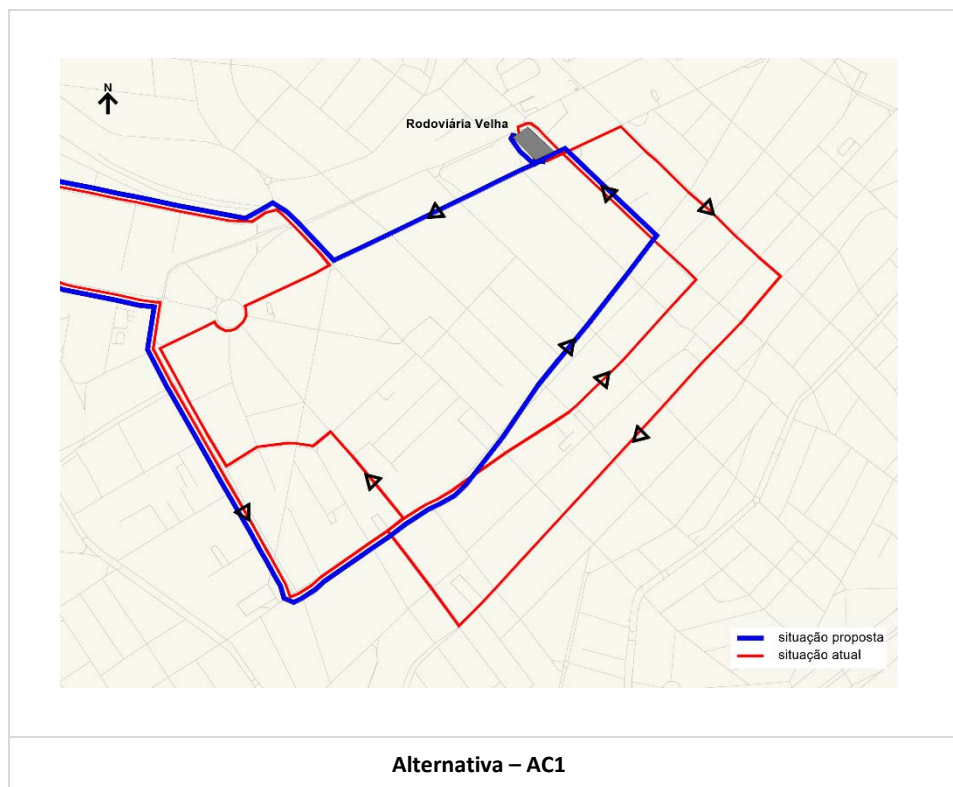 N
Rodoviária Velha
situação proposta
situação atual
Alternativa – AC1